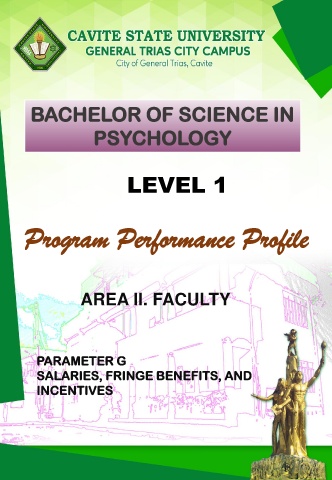 CAVITE STATE UNIVERSITY
GENERAL TRIAS CITY CAMPUS
City of General Trias, Cavite
BACHELOR OF SCIENCE IN
PSYCHOLOGY
LEVEL 1
Program Performance Profile
AREA II. FACULTY
PARAMETER G
SALARIES, FRINGE BENEFITS, AND
INCENTIVES